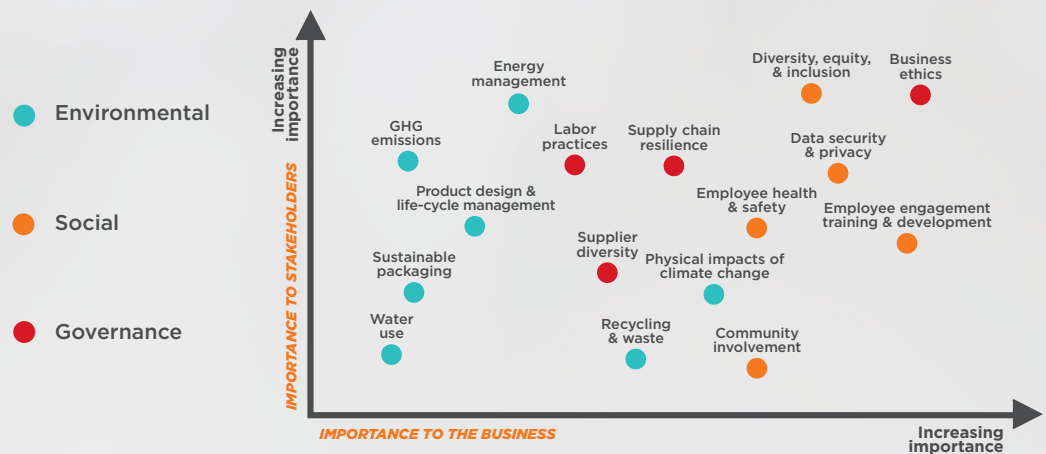 Environmental
Social
Governance
Increasing
importance
IMPORTANCE TO STAKEHOLDERS
Energy
management
Diversity, equity,
& inclusion
Business
ethics
GHG
emissions
Labor
practices
Supply chain
resilience
Data security
& privacy
Product design &
life-cycle management
Employee health
& safety
Employee engagement
training & development
Supplier
diversity
Sustainable
packaging
Physical impacts of
climate change
Water
use
Recycling
& waste
Community
involvement
IMPORTANCE TO THE BUSINESS
Increasing
importance